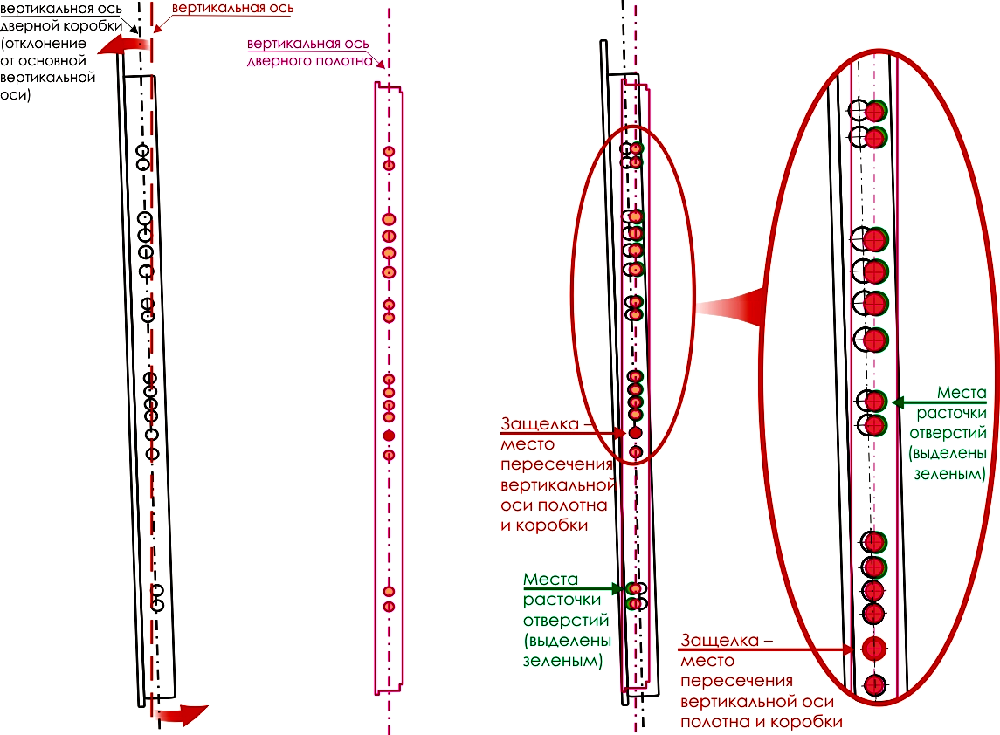 вертикальная ось
дверной коробки
(отклонение
от основной
вертикальной
оси)
вертикальная ось
вертикальная ось
дверного полотна
Защелка –
место
пересечения
вертикальной
оси полотна
и коробки
Места
расточки
отверстий
(выделены
зеленым)
Места
расточки
отверстий
(выделены
зеленым)
Защелка –
место
пересечения
вертикальной оси
полотна и коробки